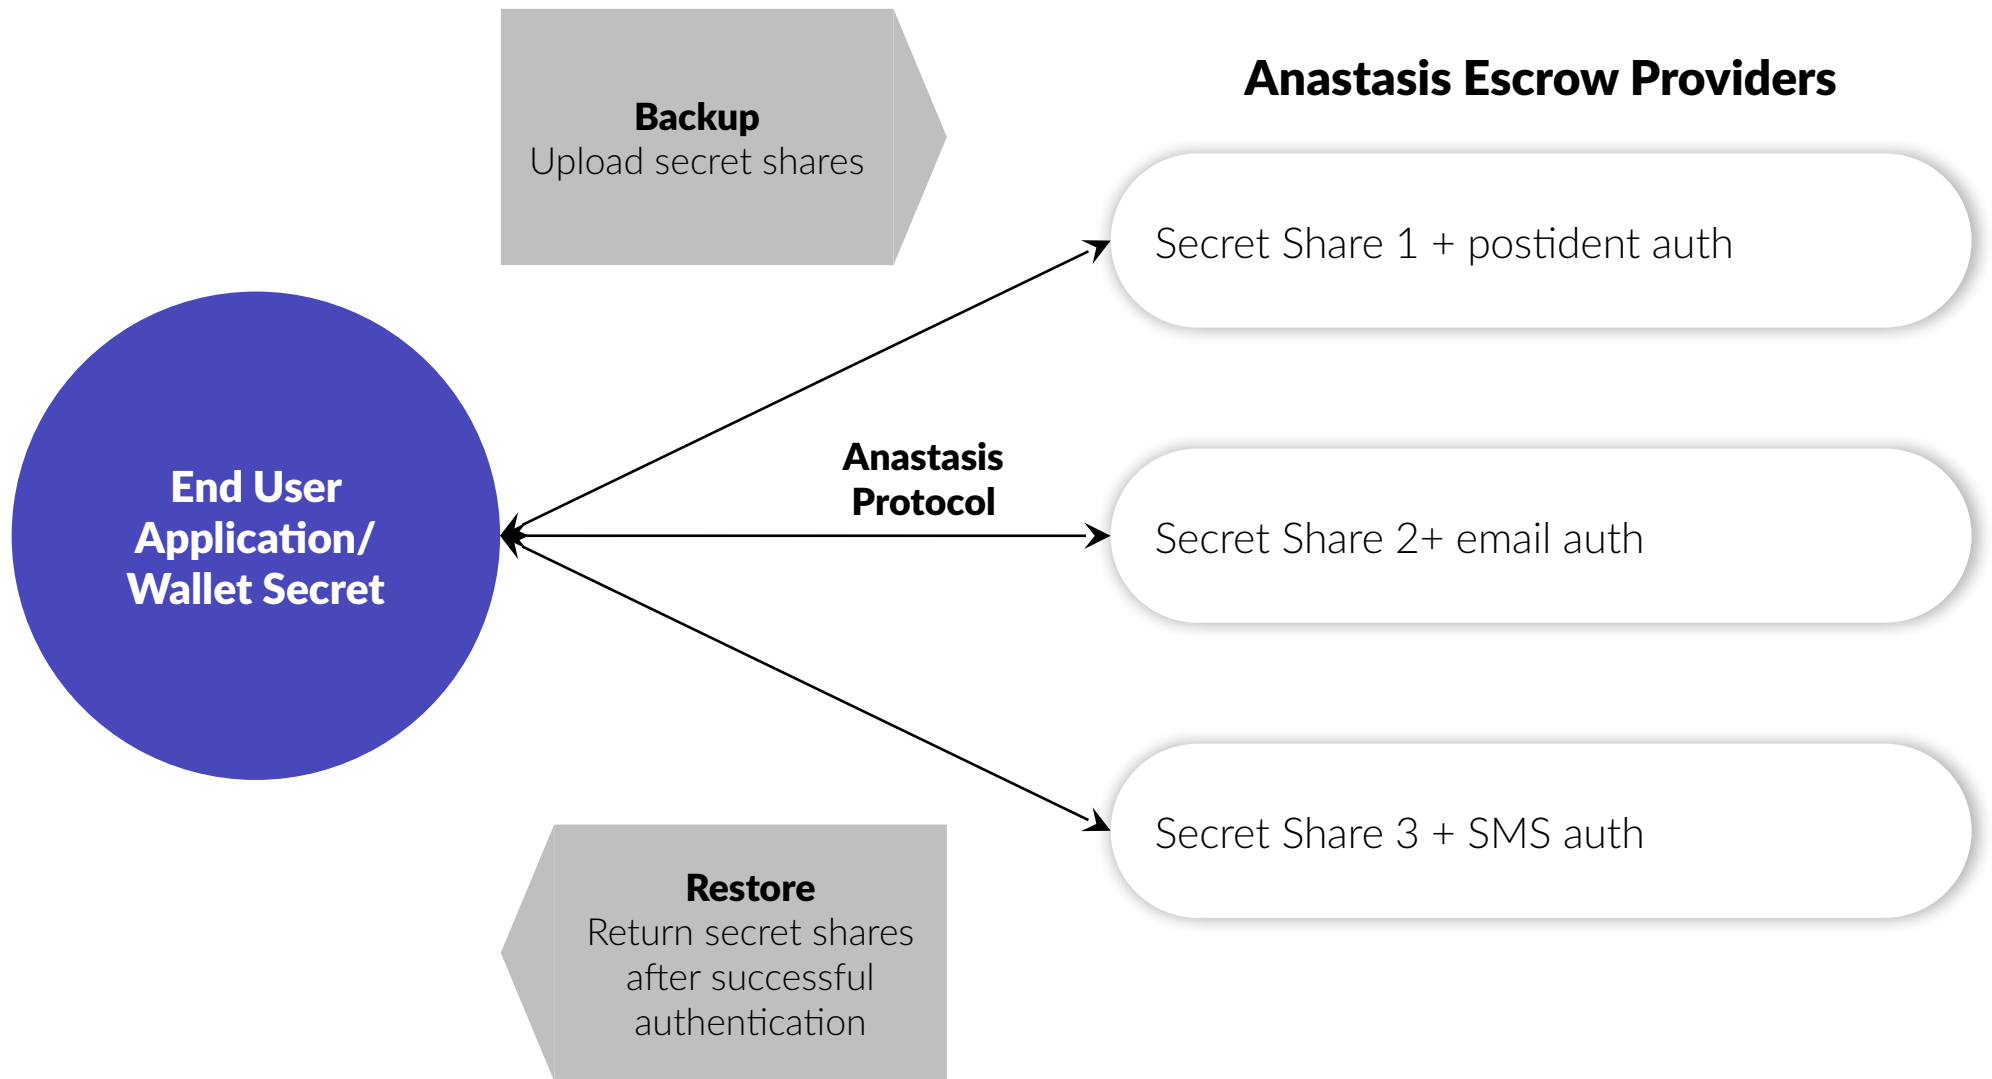 Backup
Upload secret shares
Anastasis Escrow Providers
Secret Share 1 + postident auth
End User
Application/
Wallet Secret
Anastasis
Protocol
Secret Share 2+ email auth
Secret Share 3 + SMS auth
Restore
Return secret shares
after successful
authentication